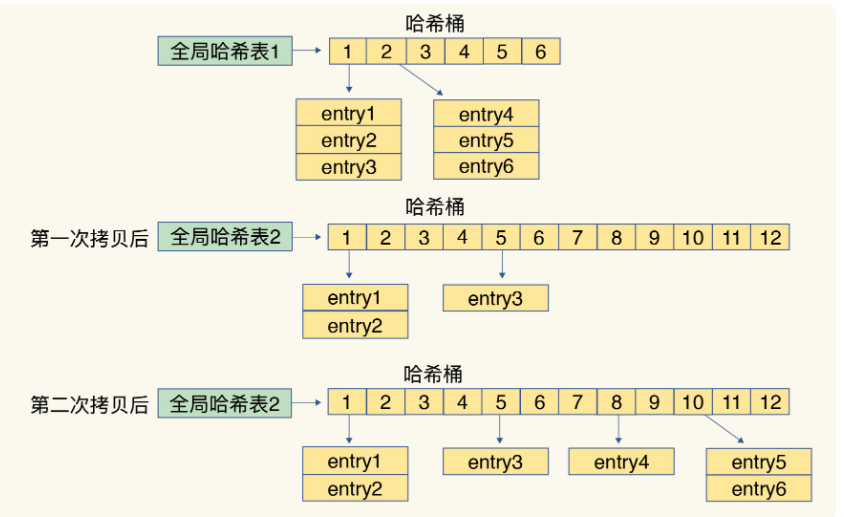 哈希桶
全局哈希表1 1 2 3 4 5 6
entry1 entry4
entry2 entry5
entry3 entry6
哈希桶
第一次拷贝后 全局哈希表2 1 2 3 4 5 6 7 8 9 10 11 12
entry1 entry3
entry2
哈希桶
第二次拷贝后 全局哈希表2 1 2 3 4 5 6 7 8 9 10 11 12
entry1 entry3 entry4 entry5
entry2 entry6